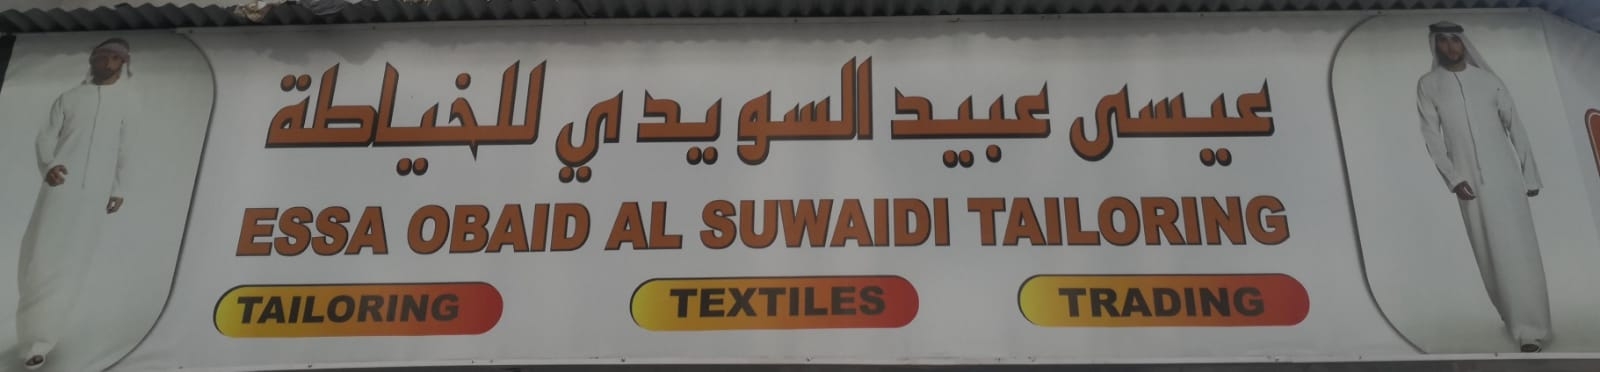 عيسى عبيد السويدي للخياطة
ESSA OBAID AL SUWAIDI TAILORING
TAILORING
TEXTILES
TRADING